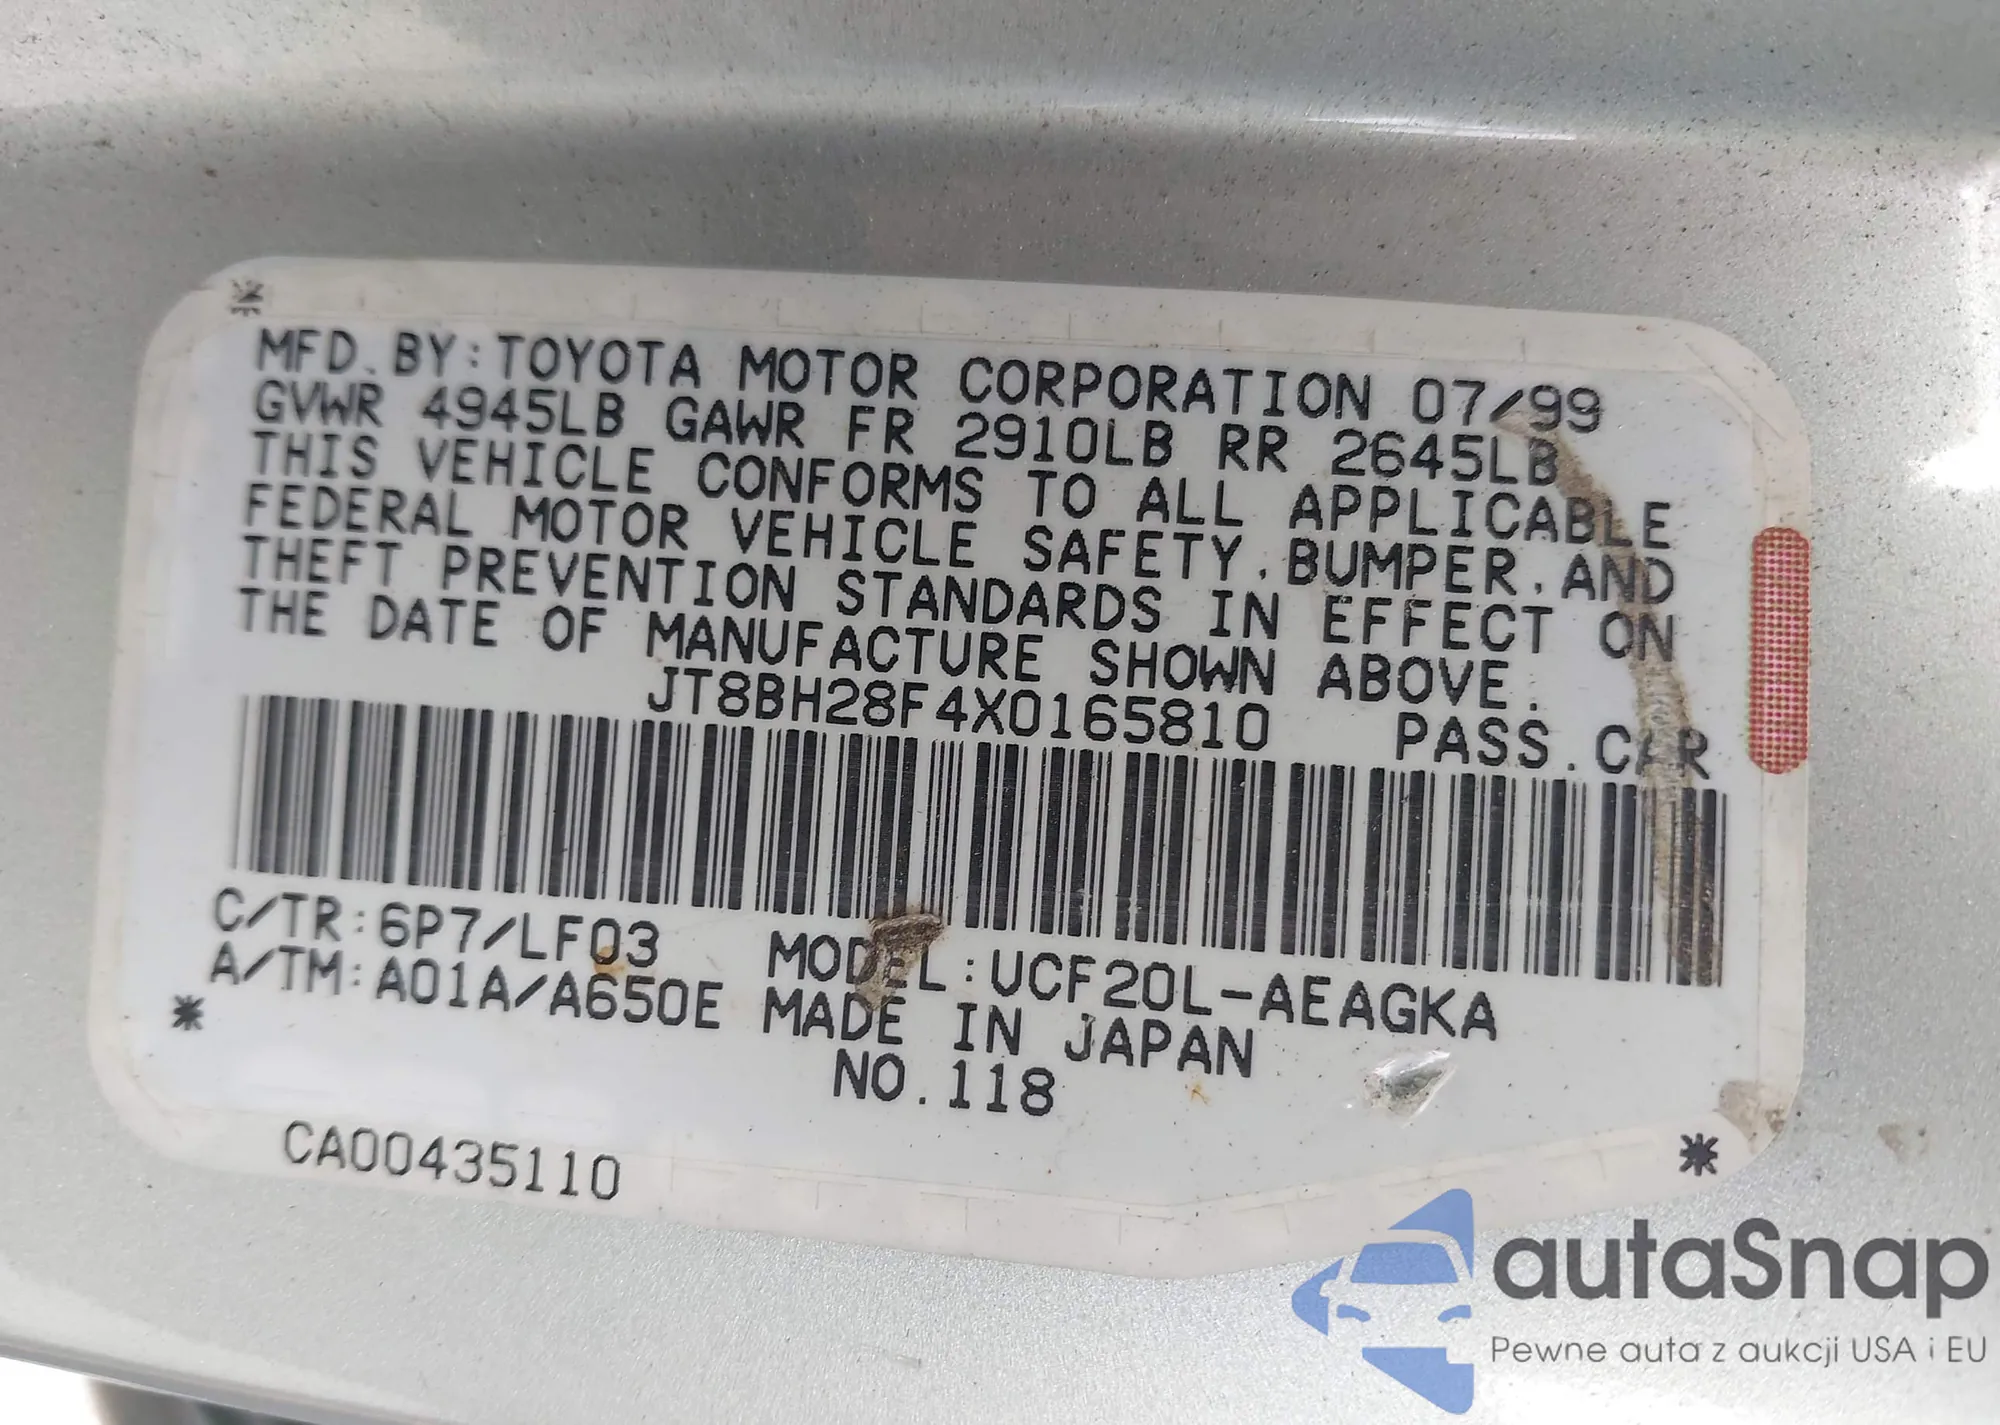 MFD. BY: TOYOTA MOTOR CORPORATION 07/99
GVWR 4945LB GAWR FR 2910LB RR 2645LB
THIS VEHICLE CONFORMS TO ALL APPLICABLE
FEDERAL MOTOR VEHICLE SAFETY, BUMPER, AND
THEFT PREVENTION STANDARDS IN EFFECT ON
THE DATE OF MANUFACTURE SHOWN ABOVE.
JT8BH28F4X0165810 PASS. CAR
C/TR: 6P7/LF03 MODEL: UCF20L-AEAGKA
A/TM: A01A/A650E MADE IN JAPAN
NO. 118
CA00435110
autaSnap
Pewne auta z aukcji USA i EU